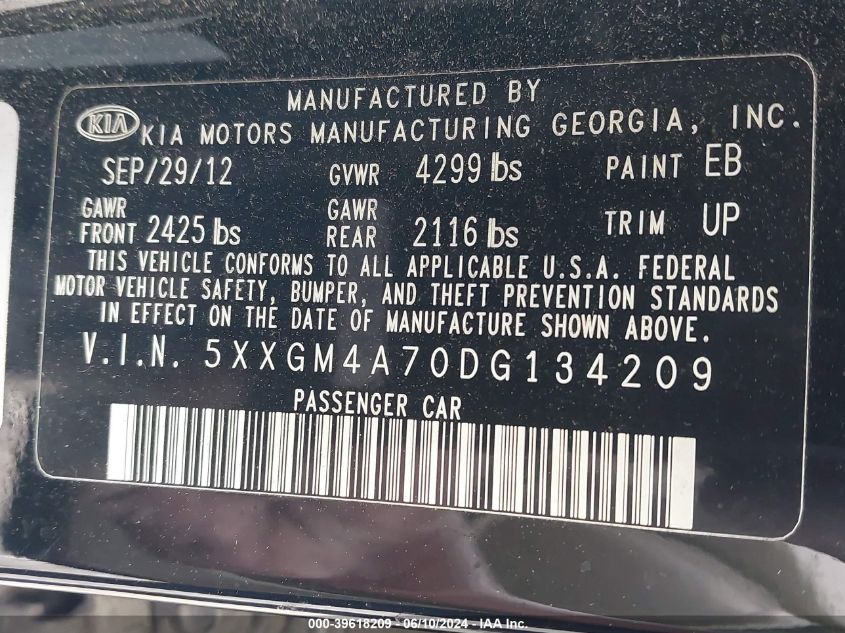 MANUFACTURED BY
KIA KIA MOTORS MANUFACTURING GEORGIA, INC.
SEP/29/12 GVWR 4299 lbs PAINT EB
GAWR GAWR
FRONT 2425 lbs REAR 2116 lbs TRIM UP
THIS VEHICLE CONFORMS TO ALL APPLICABLE U.S.A. FEDERAL
MOTOR VEHICLE SAFETY, BUMPER, AND THEFT PREVENTION STANDARDS
IN EFFECT ON THE DATE OF MANUFACTURE SHOWN ABOVE.
V.I.N. 5XXGM4A70DG134209
PASSENGER CAR
000-39618209 - 06/10/2024 - IAA Inc.